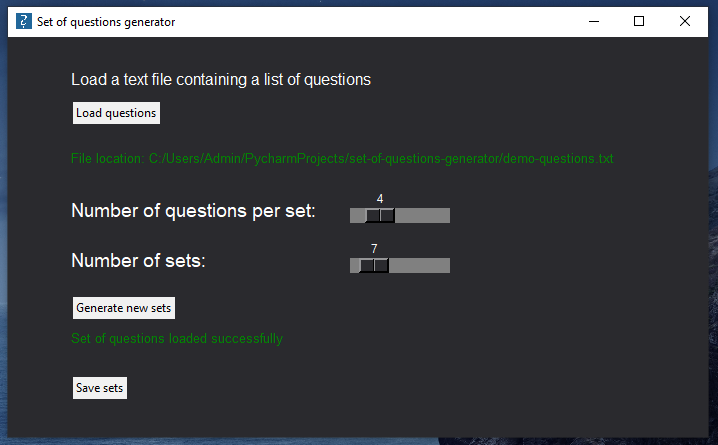 Set of questions generator
Load a text file containing a list of questions
Load questions
File location: C:/Users/Admin/PycharmProjects/set-of-questions-generator/demo-questions.txt
4
Number of questions per set:
7
Number of sets:
Generate new sets
Set of questions loaded successfully
Save sets